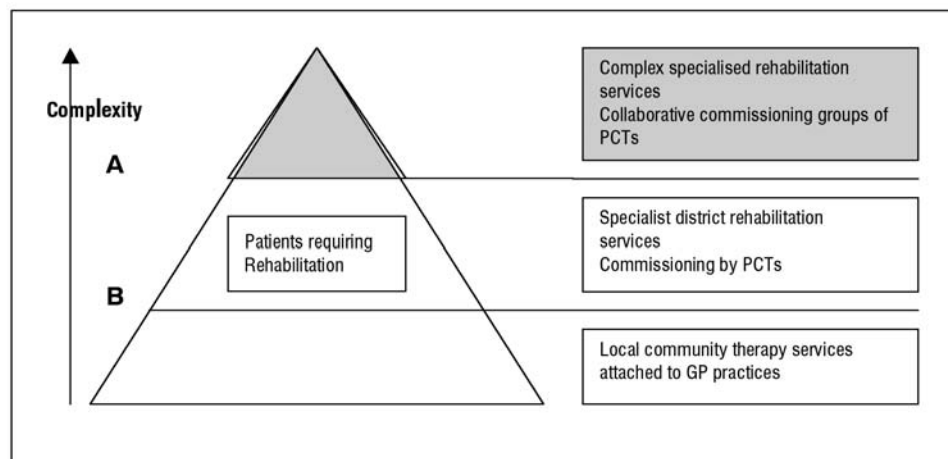 Complexity
A
B
Patients requiring
Rehabilitation
Complex specialised rehabilitation
services
Collaborative commissioning groups of
PCTs
Specialist district rehabilitation
services
Commissioning by PCTs
Local community therapy services
attached to GP practices